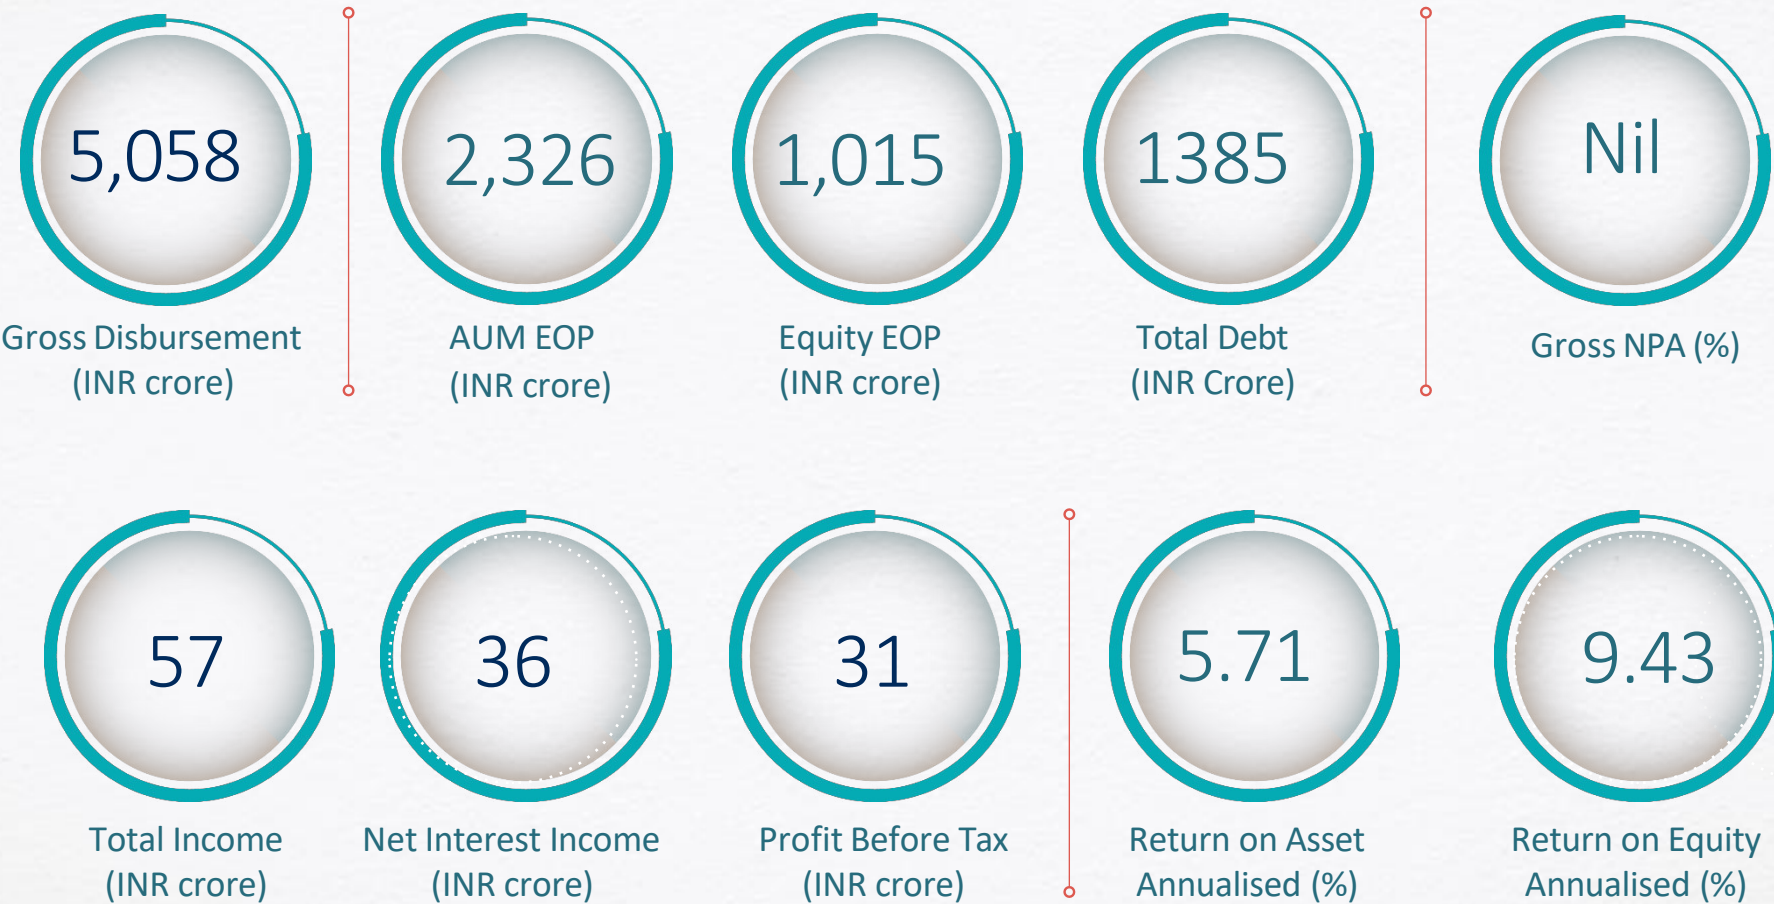 5,058
Gross Disbursement
(INR crore)
2,326
AUM EOP
(INR crore)
1,015
Equity EOP
(INR crore)
1385
Total Debt
(INR Crore)
Nil
Gross NPA (%)
57
Total Income
(INR crore)
36
Net Interest Income
(INR crore)
31
Profit Before Tax
(INR crore)
5.71
Return on Asset
Annualised (%)
9.43
Return on Equity
Annualised (%)